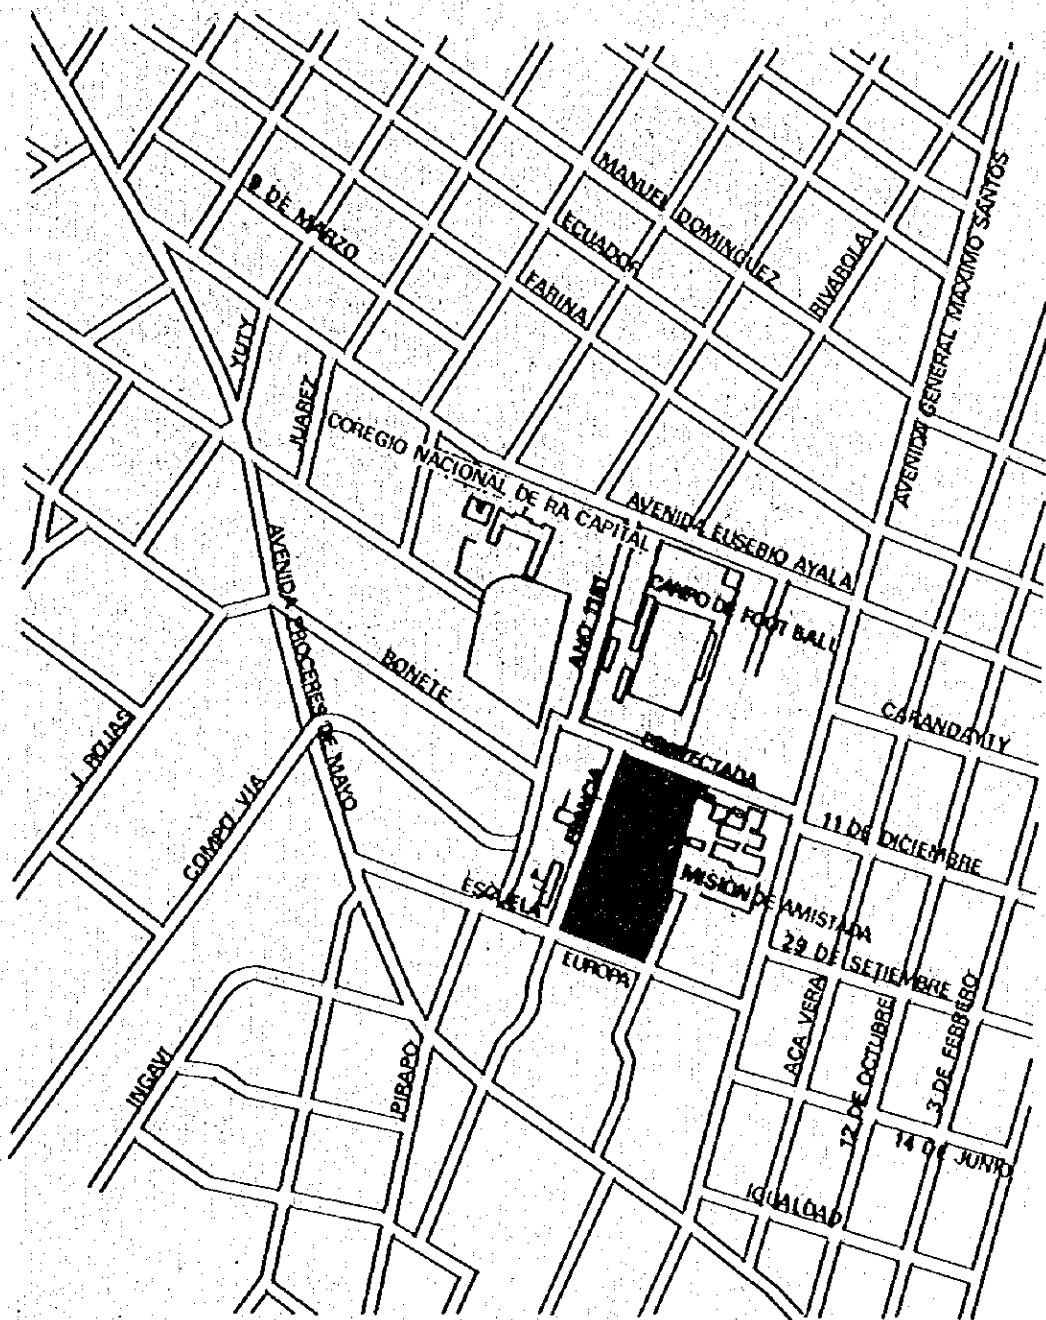 MANUEL DOMINGUEZ
8 DE MARZO
ECUADOR
FARINA
RIVAROLA
AVENIDA GENERAL MAXIMO SANTOS
YUTY
JUAREZ
COREGIO NACIONAL DE RA CAPITAL
AVENIDA EUSEBIO AYALA
AVENIDA PROCERES DE MAYO
CAMPO DE FOOT BALL
BONETE
CARANDAYTY
J. ROJAS
PROYECTADA
COMPO VIA
FRANCIA
11 DE DICIEMBRE
ESCUELA
MISION DE AMISTADA
EUROPA
29 DE SETIEMBRE
ACA VERA
12 DE OCTUBRE
3 DE FEBRERO
INGAVI
PIRAPO
14 DE JUNIO
IGUALDAD